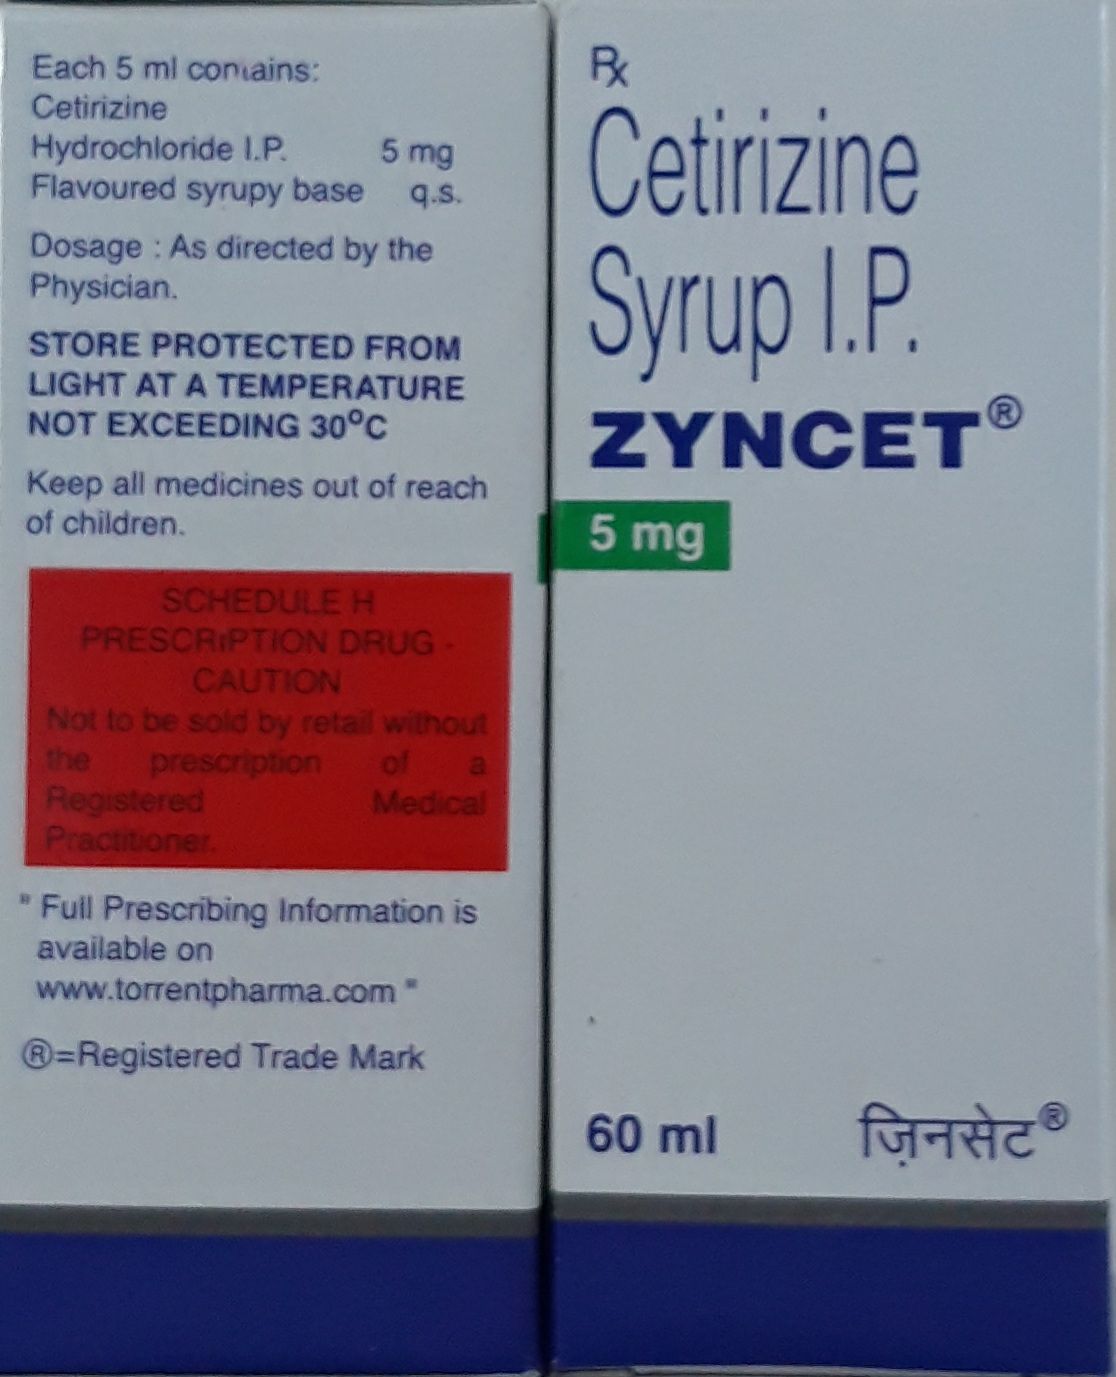 Each 5 ml contains:
Cetirizine
Hydrochloride I.P. 5 mg
Flavoured syrupy base q.s.
Dosage : As directed by the
Physician.
STORE PROTECTED FROM
LIGHT AT A TEMPERATURE
NOT EXCEEDING 30⁰C
Keep all medicines out of reach
of children.
SCHEDULE H
PRESCRIPTION DRUG -
CAUTION
Not to be sold by retail without
the prescription of a
Registered Medical
Practitioner.
" Full Prescribing Information is
available on
www.torrentpharma.com "
®=Registered Trade Mark
Rx
Cetirizine
Syrup I.P.
ZYNCET®
5 mg
60 ml ज़िनसेट®